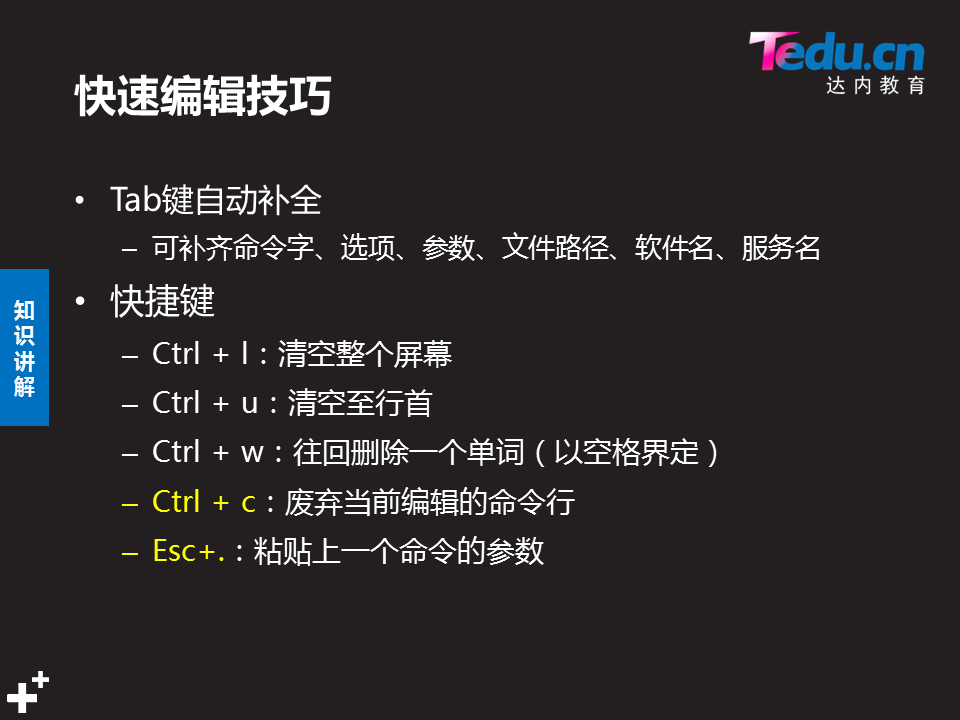 Tedu.cn
达内教育
快速编辑技巧
• Tab键自动补全
– 可补齐命令字、选项、参数、文件路径、软件名、服务名
• 快捷键
– Ctrl + l：清空整个屏幕
– Ctrl + u：清空至行首
– Ctrl + w：往回删除一个单词（以空格界定）
– Ctrl + c：废弃当前编辑的命令行
– Esc+.：粘贴上一个命令的参数
知识讲解